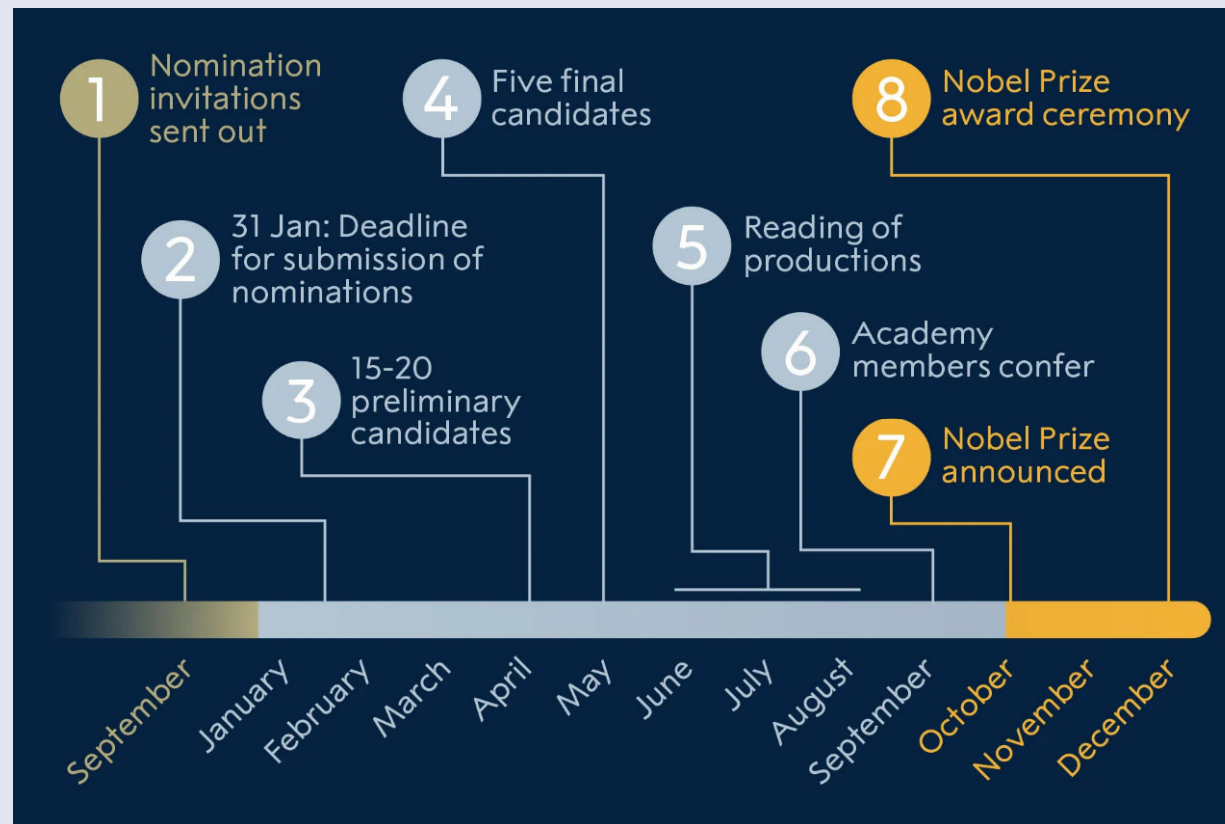 1
Nomination
invitations
sent out
2
31 Jan: Deadline
for submission of
nominations
3
15-20
preliminary
candidates
4
Five final
candidates
5
Reading of
productions
6
Academy
members confer
7
Nobel Prize
announced
8
Nobel Prize
award ceremony
September
January
February
March
April
May
June
July
August
September
October
November
December